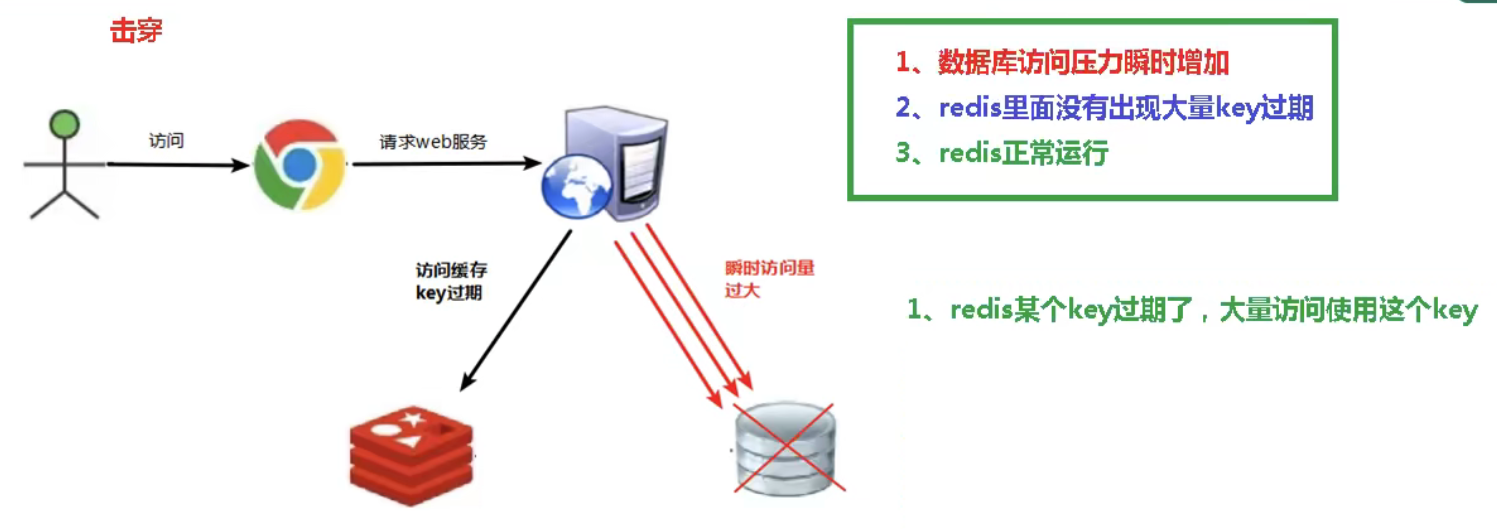 击穿
1、数据库访问压力瞬时增加
2、redis里面没有出现大量key过期
3、redis正常运行
访问
请求web服务
访问缓存
key过期
瞬时访问量
过大
1、redis某个key过期了，大量访问使用这个key